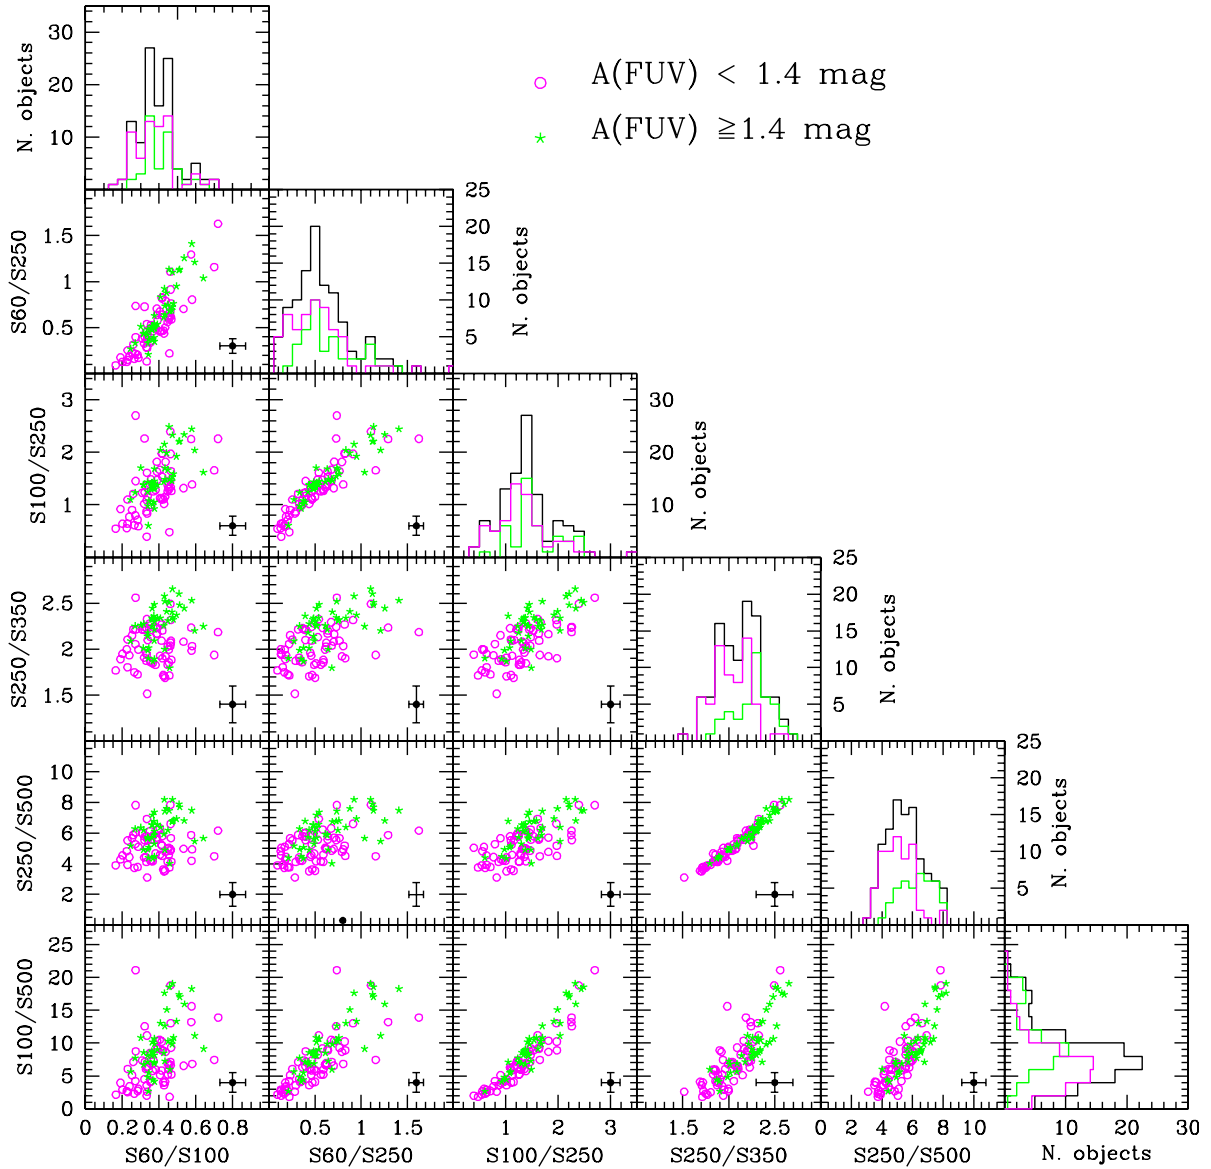 30
20
10
N. objects
A(FUV) < 1.4 mag
A(FUV) ≧1.4 mag
1.5
1
0.5
S60/S250
25
20
15
10
5
N. objects
3
2
1
S100/S250
30
20
10
N. objects
2.5
2
1.5
S250/S350
25
20
15
10
5
N. objects
10
8
6
4
2
S250/S500
25
20
15
10
5
N. objects
25
20
15
10
5
0
S100/S500
0 0.2 0.4 0.6 0.8
S60/S100
0.5 1 1.5
S60/S250
1 2 3
S100/S250
1.5 2 2.5
S250/S350
0 2 4 6 8 10
S250/S500
10 20 30
N. objects